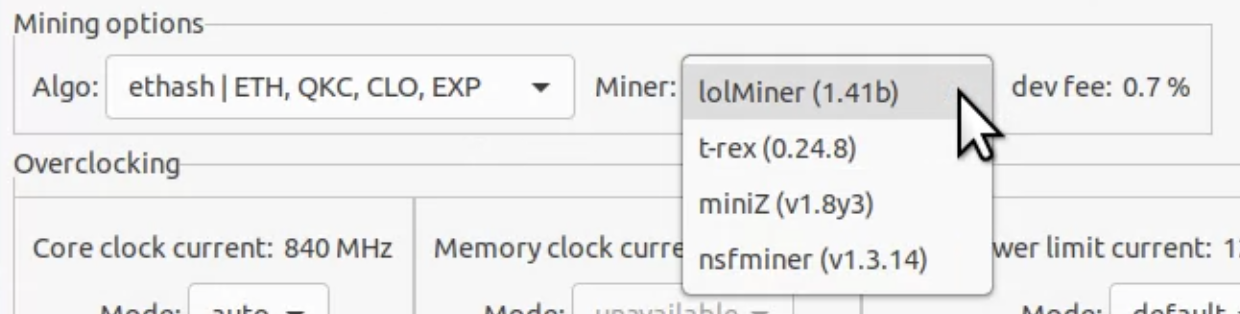 Mining options
Algo: ethash | ETH, QKC, CLO, EXP Miner: lolMiner (1.41b) dev fee: 0.7 %
t-rex (0.24.8)
miniZ (v1.8y3)
nsfminer (v1.3.14)
Overclocking
Core clock current: 840 MHz Memory clock curre wer limit current: 1
Mode: auto Mode: unavailable Mode: default